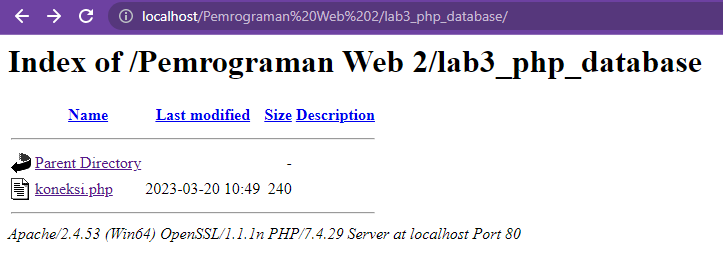 localhost/Pemrograman%20Web%202/lab3_php_database/
Index of /Pemrograman Web 2/lab3_php_database
Name Last modified Size Description
Parent Directory -
koneksi.php 2023-03-20 10:49 240
Apache/2.4.53 (Win64) OpenSSL/1.1.1n PHP/7.4.29 Server at localhost Port 80